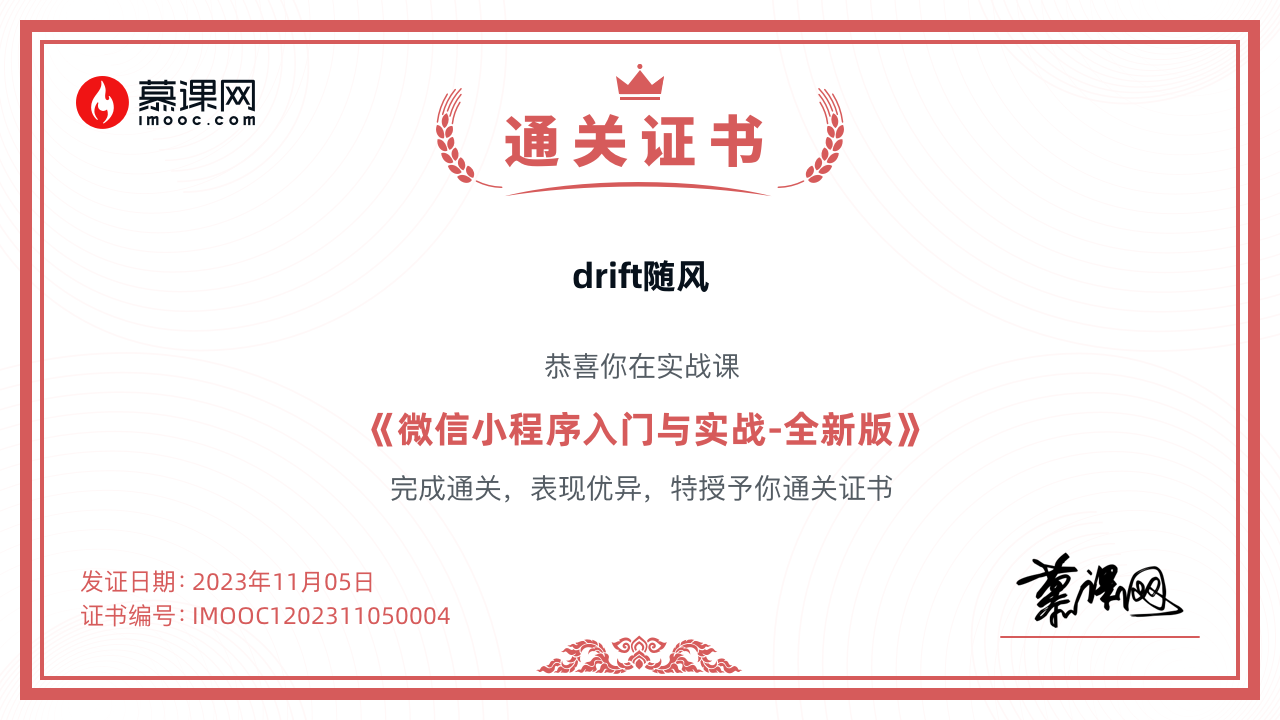 慕课网
imooc.com
通关证书
drift随风
恭喜你在实战课
《微信小程序入门与实战-全新版》
完成通关，表现优异，特授予你通关证书
发证日期：2023年11月05日
证书编号：IMOOC1202311050004
慕课网